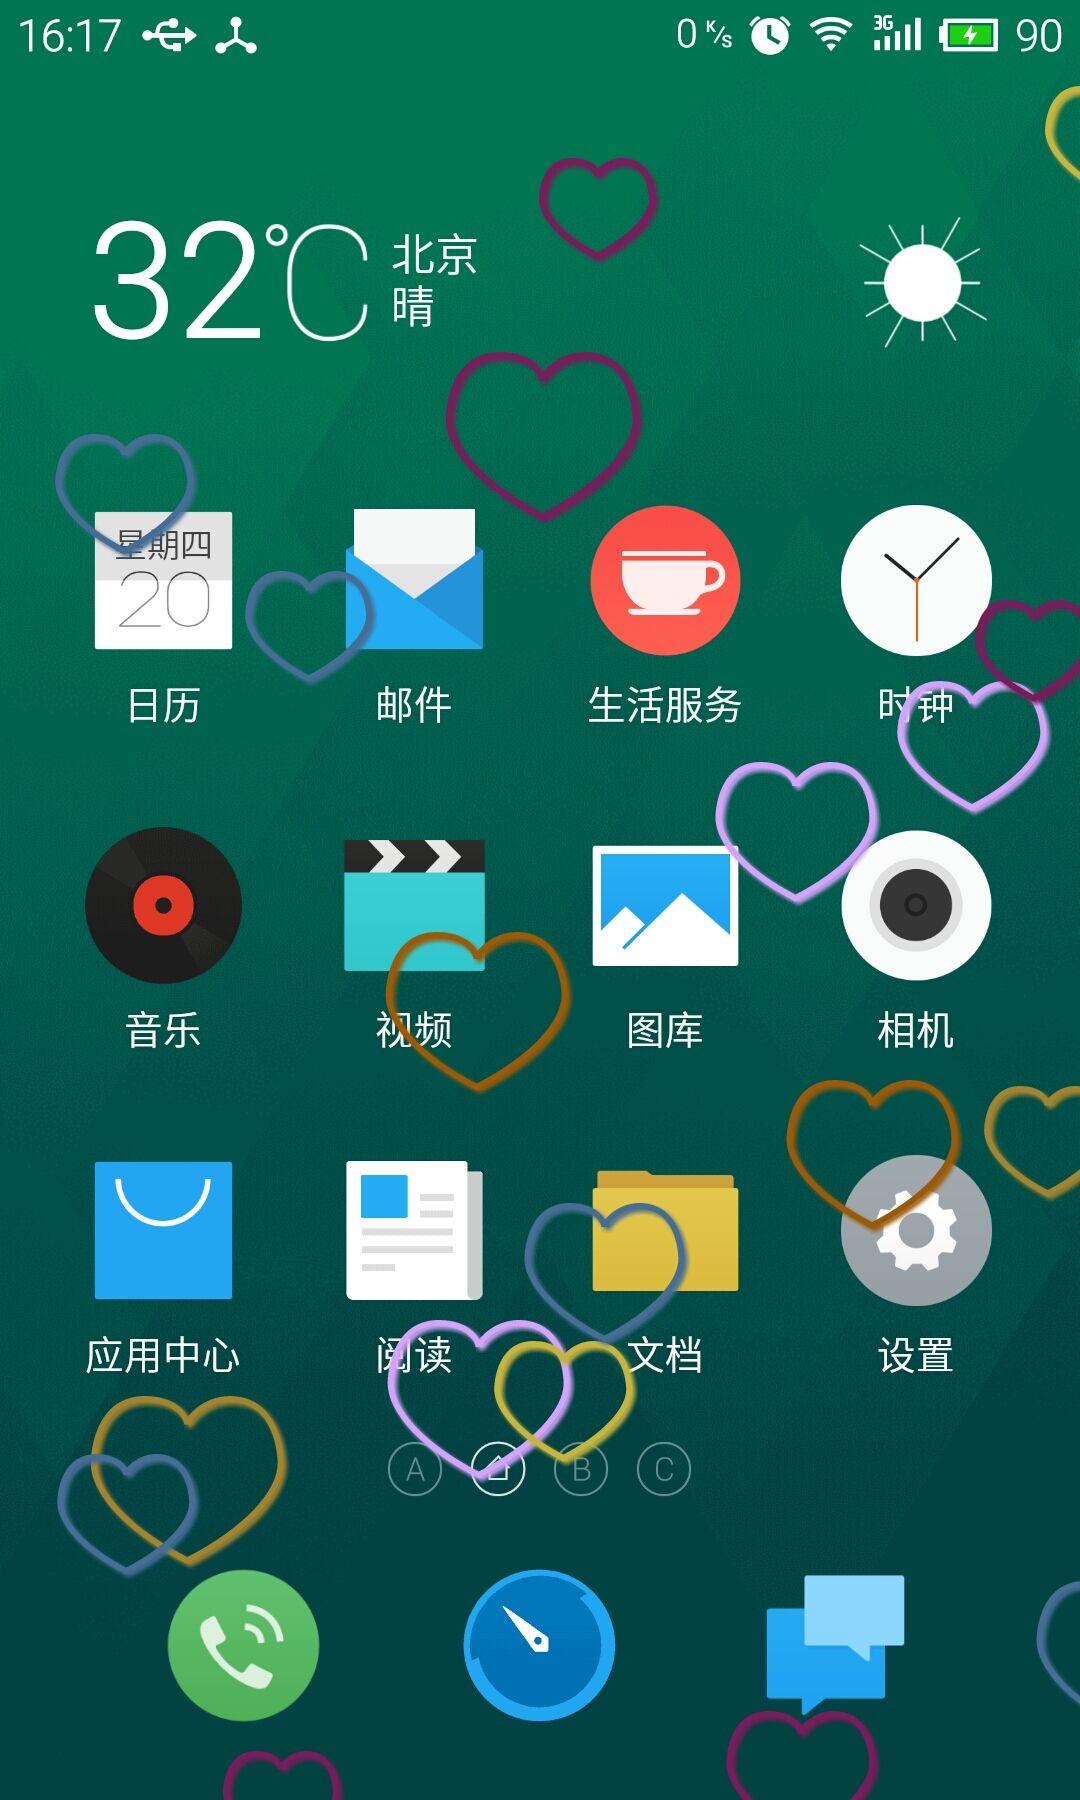 16:17 0 K/s 3G 90
32℃ 北京
晴
星期四
20
日历 邮件 生活服务 时钟
音乐 视频 图库 相机
应用中心 阅读 文档 设置
A B C